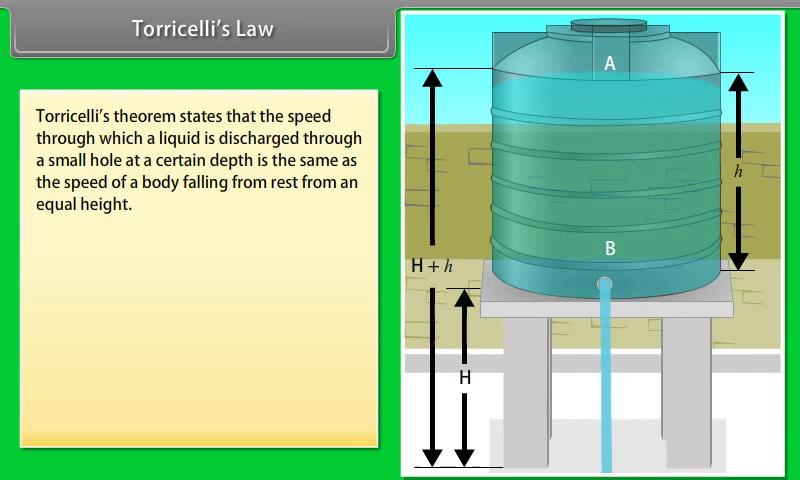 Torricelli's Law
Torricelli's theorem states that the speed
through which a liquid is discharged through
a small hole at a certain depth is the same as
the speed of a body falling from rest from an
equal height.
A
h
B
H + h
H